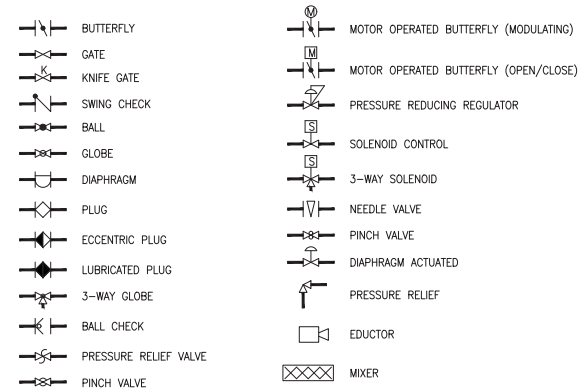 BUTTERFLY
GATE
K
KNIFE GATE
SWING CHECK
BALL
GLOBE
DIAPHRAGM
PLUG
ECCENTRIC PLUG
LUBRICATED PLUG
3-WAY GLOBE
BALL CHECK
PRESSURE RELIEF VALVE
PINCH VALVE
M
MOTOR OPERATED BUTTERFLY (MODULATING)
M
MOTOR OPERATED BUTTERFLY (OPEN/CLOSE)
PRESSURE REDUCING REGULATOR
S
SOLENOID CONTROL
S
3-WAY SOLENOID
NEEDLE VALVE
PINCH VALVE
DIAPHRAGM ACTUATED
PRESSURE RELIEF
EDUCTOR
MIXER